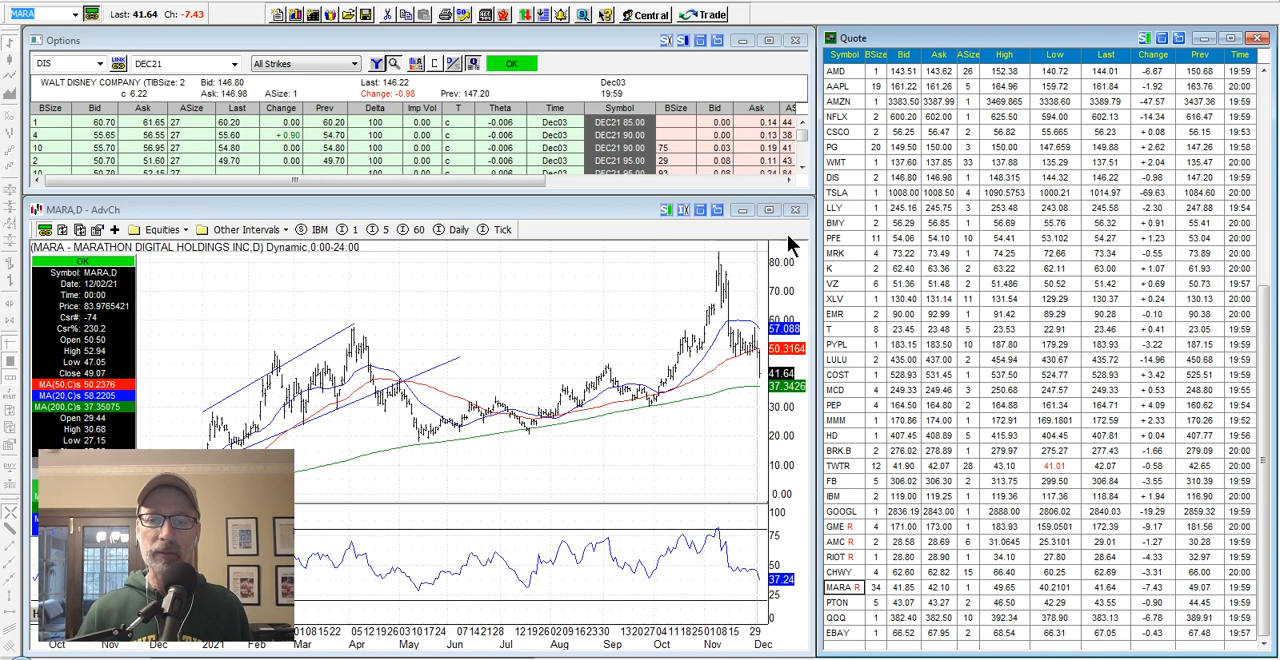 MARA Last: 41.64 Ch: -7.43 Central Trade
Options
DIS LINK DEC21 All Strikes C OK
WALT DISNEY COMPANY (TIBSize: 2 Bid: 146.80 Last: 146.22 Dec03
c 6.22 Ask: 146.98 ASize: 1 Change: -0.98 Prev: 147.20 19:59
BSize Bid Ask ASize Last Change Prev Delta Imp Vol T Theta Time Symbol BSize Bid Ask AS
1 60.70 61.65 27 60.20 0.00 60.20 100 0.00 c -0.006 Dec03 DEC21 85.00 0.00 0.14 44
4 55.65 56.55 27 55.60 + 0.90 54.70 100 0.00 c -0.006 Dec03 DEC21 90.00 0.00 0.13 38
10 55.70 56.95 27 54.80 0.00 54.80 100 0.00 c -0.006 Dec03 DEC21 90.00 75 0.03 0.19 41
2 50.70 51.60 27 49.70 0.00 49.70 100 0.00 c -0.006 Dec03 DEC21 95.00 29 0.08 0.11 43
MARA,D - AdvCh
Equities Other Intervals S IBM I 1 I 5 I 60 I Daily I Tick
(MARA - MARATHON DIGITAL HOLDINGS INC,D) Dynamic,0:00-24:00
OK
Symbol: MARA,D
Date: 12/02/21
Time: 00:00
Price: 83.9765421
Csr#: -74
Csr%: 230.2
Open 50.50
High 52.94
Low 47.05
Close 49.07
MA(50,C)s 50.2376
MA(20,C)s 58.2205
MA(200,C)s 37.35075
Open 29.44
High 30.68
Low 27.15
80.00
60.00
57.088
50.3164
41.64
37.3426
30.00
20.00
10.00
0.00
100
75
37.24
25
0.00
Oct Nov Dec 2021 Feb Mar Apr May Jun Jul Aug Sep Oct Nov Dec
Quote
Symbol BSize Bid Ask ASize High Low Last Change Prev Time
AMD 1 143.51 143.62 26 152.38 140.72 144.01 -6.67 150.68 19:59
AAPL 19 161.22 161.26 5 164.96 159.72 161.84 -1.92 163.76 20:00
AMZN 1 3383.50 3387.99 1 3469.865 3338.60 3389.79 -47.57 3437.36 19:59
NFLX 2 600.20 602.00 1 625.50 594.00 602.13 -14.34 616.47 19:59
CSCO 2 56.25 56.47 2 56.82 55.665 56.23 + 0.08 56.15 19:53
PG 20 149.50 150.00 3 150.00 147.659 149.88 + 2.62 147.26 19:58
WMT 1 137.60 137.85 33 137.88 135.29 137.51 + 2.04 135.47 20:00
DIS 2 146.80 146.98 1 148.315 144.32 146.22 -0.98 147.20 19:59
TSLA 1 1008.00 1008.50 4 1090.5753 1000.21 1014.97 -69.63 1084.60 20:00
LLY 5 245.16 245.75 3 253.48 243.08 245.58 -2.30 247.88 19:54
BMY 2 56.29 56.85 1 56.69 55.76 56.32 + 0.91 55.41 20:00
PFE 11 54.06 54.10 10 54.41 53.102 54.27 + 1.23 53.04 20:00
MRK 4 73.22 73.49 1 74.25 72.66 73.34 -0.55 73.89 20:00
K 2 62.40 63.36 2 63.22 62.11 63.00 + 1.07 61.93 20:00
VZ 6 51.36 51.48 2 51.486 50.52 51.42 + 0.69 50.73 19:57
XLV 1 130.40 131.14 11 131.54 129.29 130.37 + 0.24 130.13 20:00
EMR 2 90.00 92.99 1 91.42 89.29 90.28 -0.10 90.38 20:00
T 8 23.45 23.48 5 23.53 22.91 23.46 + 0.41 23.05 19:59
PYPL 1 183.15 183.50 10 187.80 179.29 183.93 -3.22 187.15 19:59
LULU 2 435.00 437.00 1 454.94 430.67 435.72 -14.96 450.68 19:59
COST 1 528.93 531.45 1 537.50 524.77 528.93 + 3.42 525.51 19:59
MCD 4 249.33 249.46 3 250.68 247.57 249.33 + 0.53 248.80 19:55
PEP 4 164.50 164.80 2 164.88 161.34 164.71 + 4.09 160.62 19:54
MMM 1 170.86 174.00 1 172.91 169.1801 172.59 + 2.33 170.26 19:52
HD 4 407.45 408.89 5 415.93 404.45 407.81 + 0.04 407.77 19:56
BRK.B 2 276.02 278.89 1 279.97 275.27 277.43 -1.66 279.09 20:00
TWTR 12 41.90 42.07 28 43.10 41.01 42.07 -0.58 42.65 20:00
FB 5 306.02 306.30 2 313.75 299.50 306.84 -3.55 310.39 19:59
IBM 2 119.00 119.25 1 119.36 117.36 118.84 + 1.94 116.90 19:59
GOOGL 1 2836.19 2843.00 1 2888.00 2806.02 2840.03 -19.29 2859.32 19:59
GME R 4 171.00 173.00 1 183.93 159.0501 172.39 -9.17 181.56 20:00
AMC R 2 28.58 28.69 6 31.0645 25.3101 29.01 -1.27 30.28 19:59
RIOT R 1 28.80 28.90 1 34.10 27.80 28.64 -4.33 32.97 19:59
CHWY 4 62.60 62.82 15 66.40 60.25 62.69 -3.31 66.00 19:59
MARA R 34 41.85 42.10 1 49.65 40.2101 41.64 -7.43 49.07 19:59
PTON 5 43.07 43.27 2 46.50 42.29 43.55 -0.90 44.45 19:59
QQQ 4 382.40 382.50 10 392.34 378.90 383.13 -6.78 389.91 19:59
EBAY 1 66.52 67.95 2 68.54 66.31 67.05 -0.43 67.48 19:57